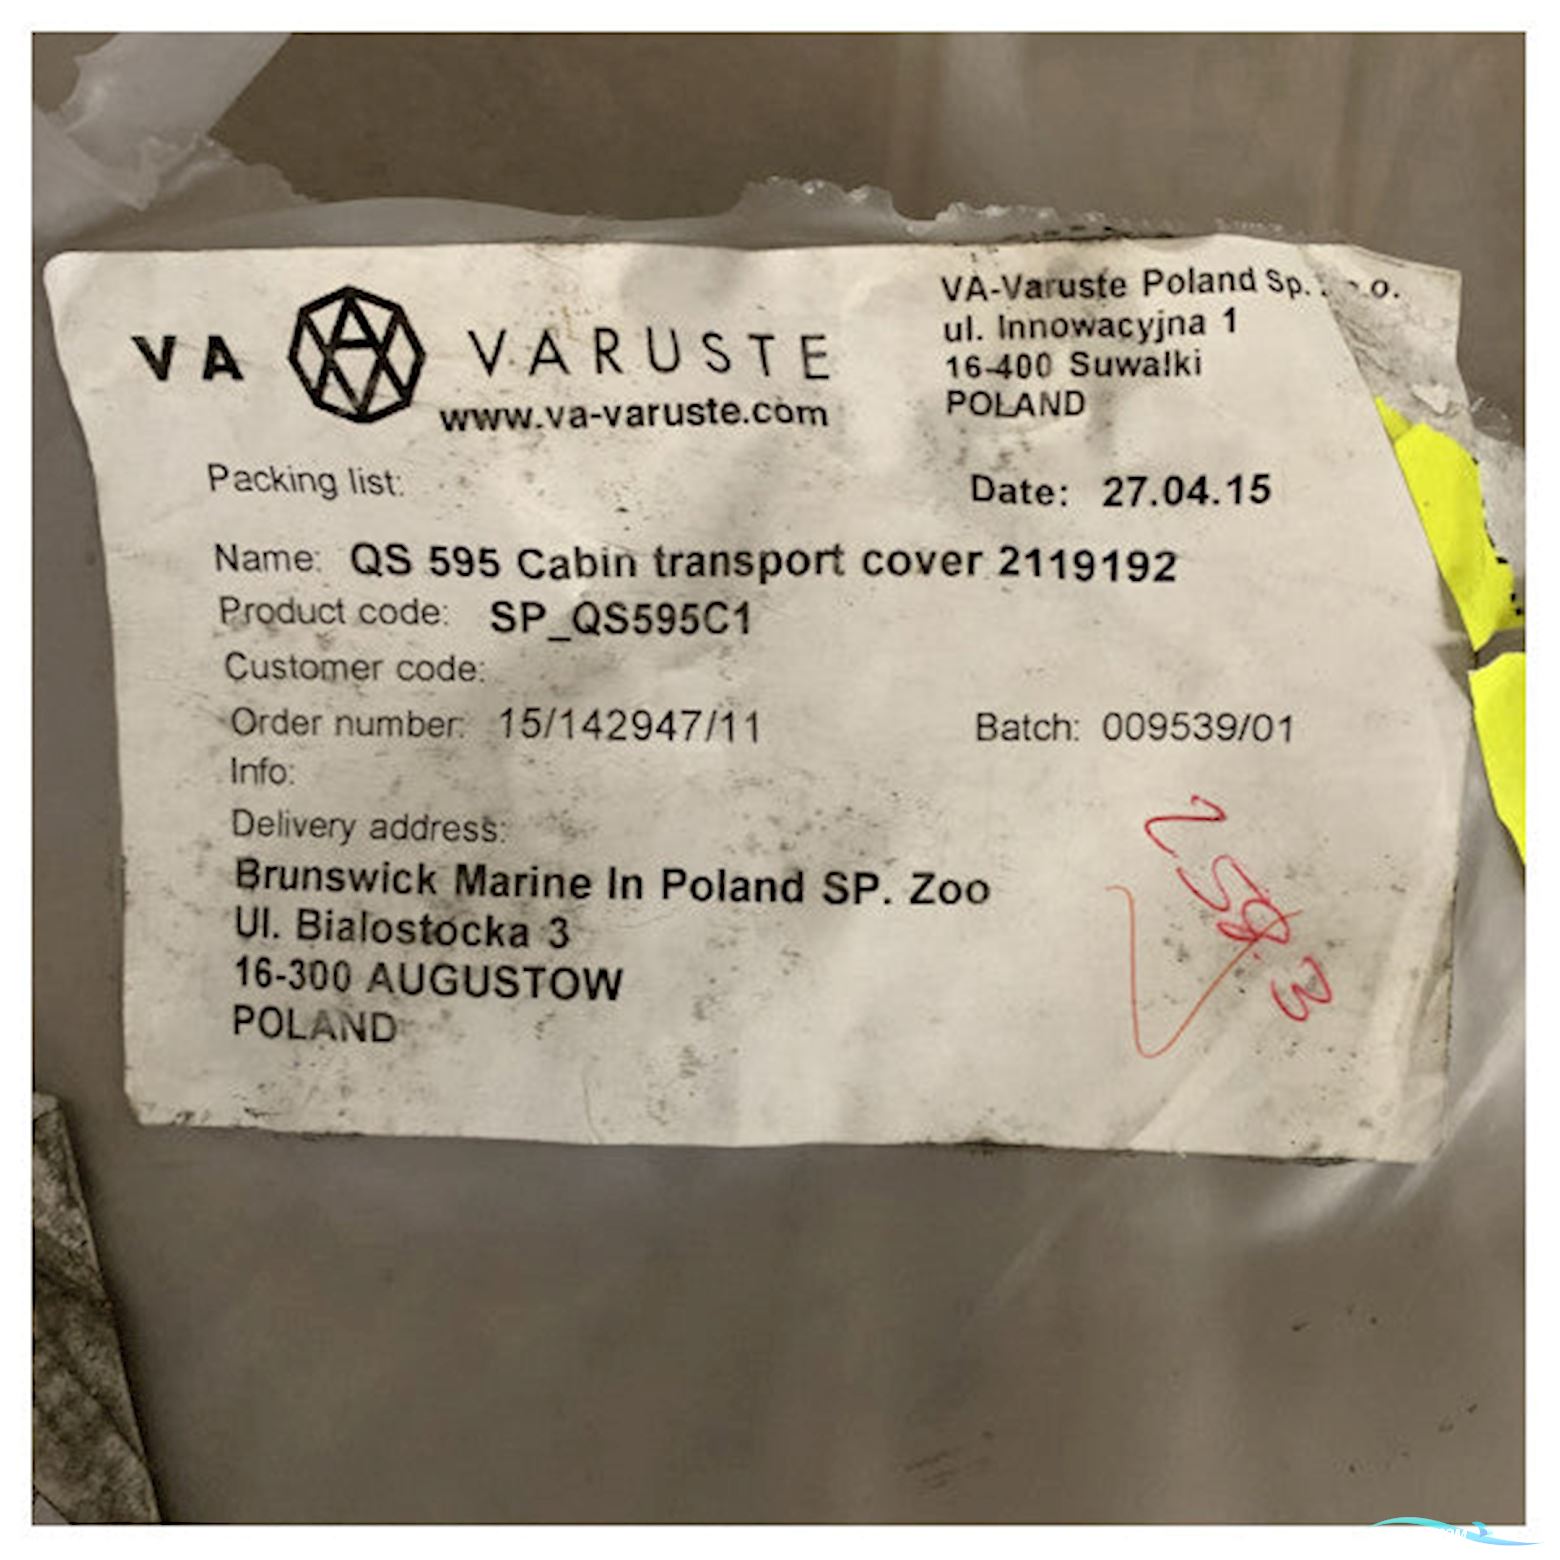 VA VARUSTE
www.va-varuste.com
VA-Varuste Poland Sp. o.
ul. Innowacyjna 1
16-400 Suwalki
POLAND
Packing list:
Date: 27.04.15
Name: QS 595 Cabin transport cover 2119192
Product code: SP_QS595C1
Customer code:
Order number: 15/142947/11
Batch: 009539/01
Info:
Delivery address:
Brunswick Marine In Poland SP. Zoo
Ul. Bialostocka 3
16-300 AUGUSTOW
POLAND